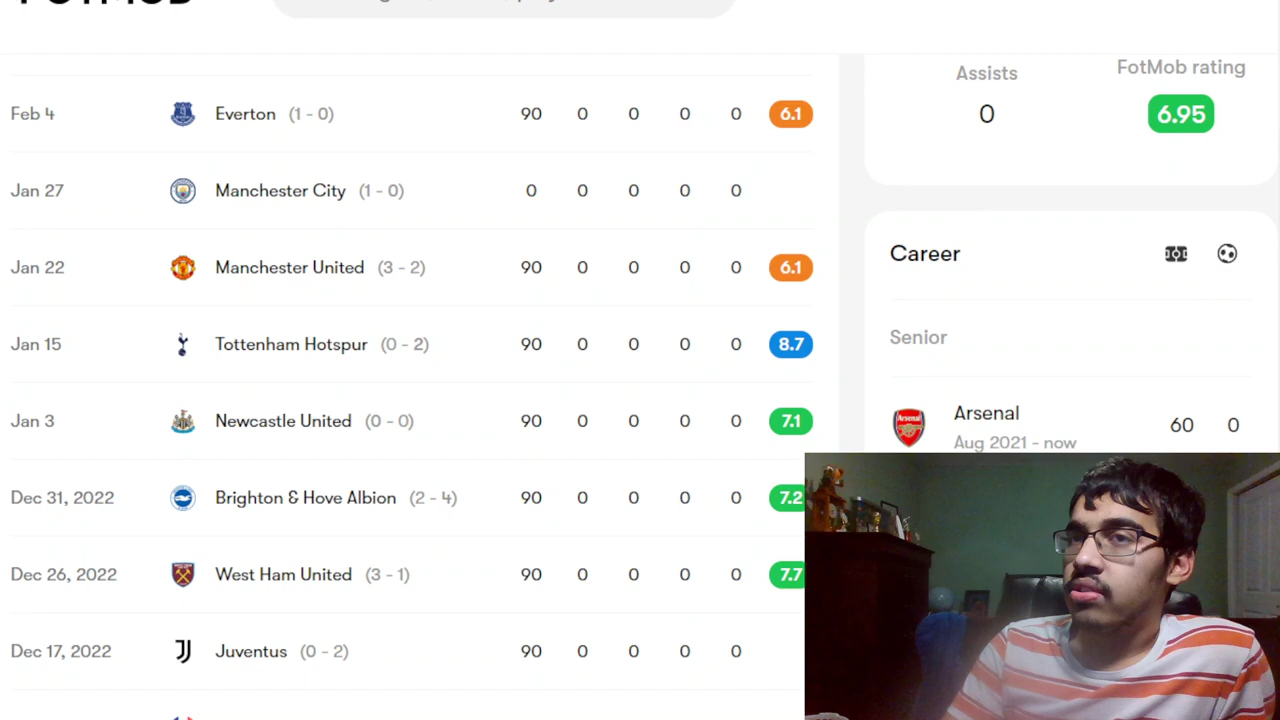 Assists
FotMob rating
0
6.95
Feb 4 Everton (1 - 0) 90 0 0 0 0 6.1
Jan 27 Manchester City (1 - 0) 0 0 0 0 0
Jan 22 Manchester United (3 - 2) 90 0 0 0 0 6.1
Jan 15 Tottenham Hotspur (0 - 2) 90 0 0 0 0 8.7
Jan 3 Newcastle United (0 - 0) 90 0 0 0 0 7.1
Dec 31, 2022 Brighton & Hove Albion (2 - 4) 90 0 0 0 0 7.2
Dec 26, 2022 West Ham United (3 - 1) 90 0 0 0 0 7.7
Dec 17, 2022 Juventus (0 - 2) 90 0 0 0 0
Career
Senior
Arsenal
Arsenal 60 0
Aug 2021 - now